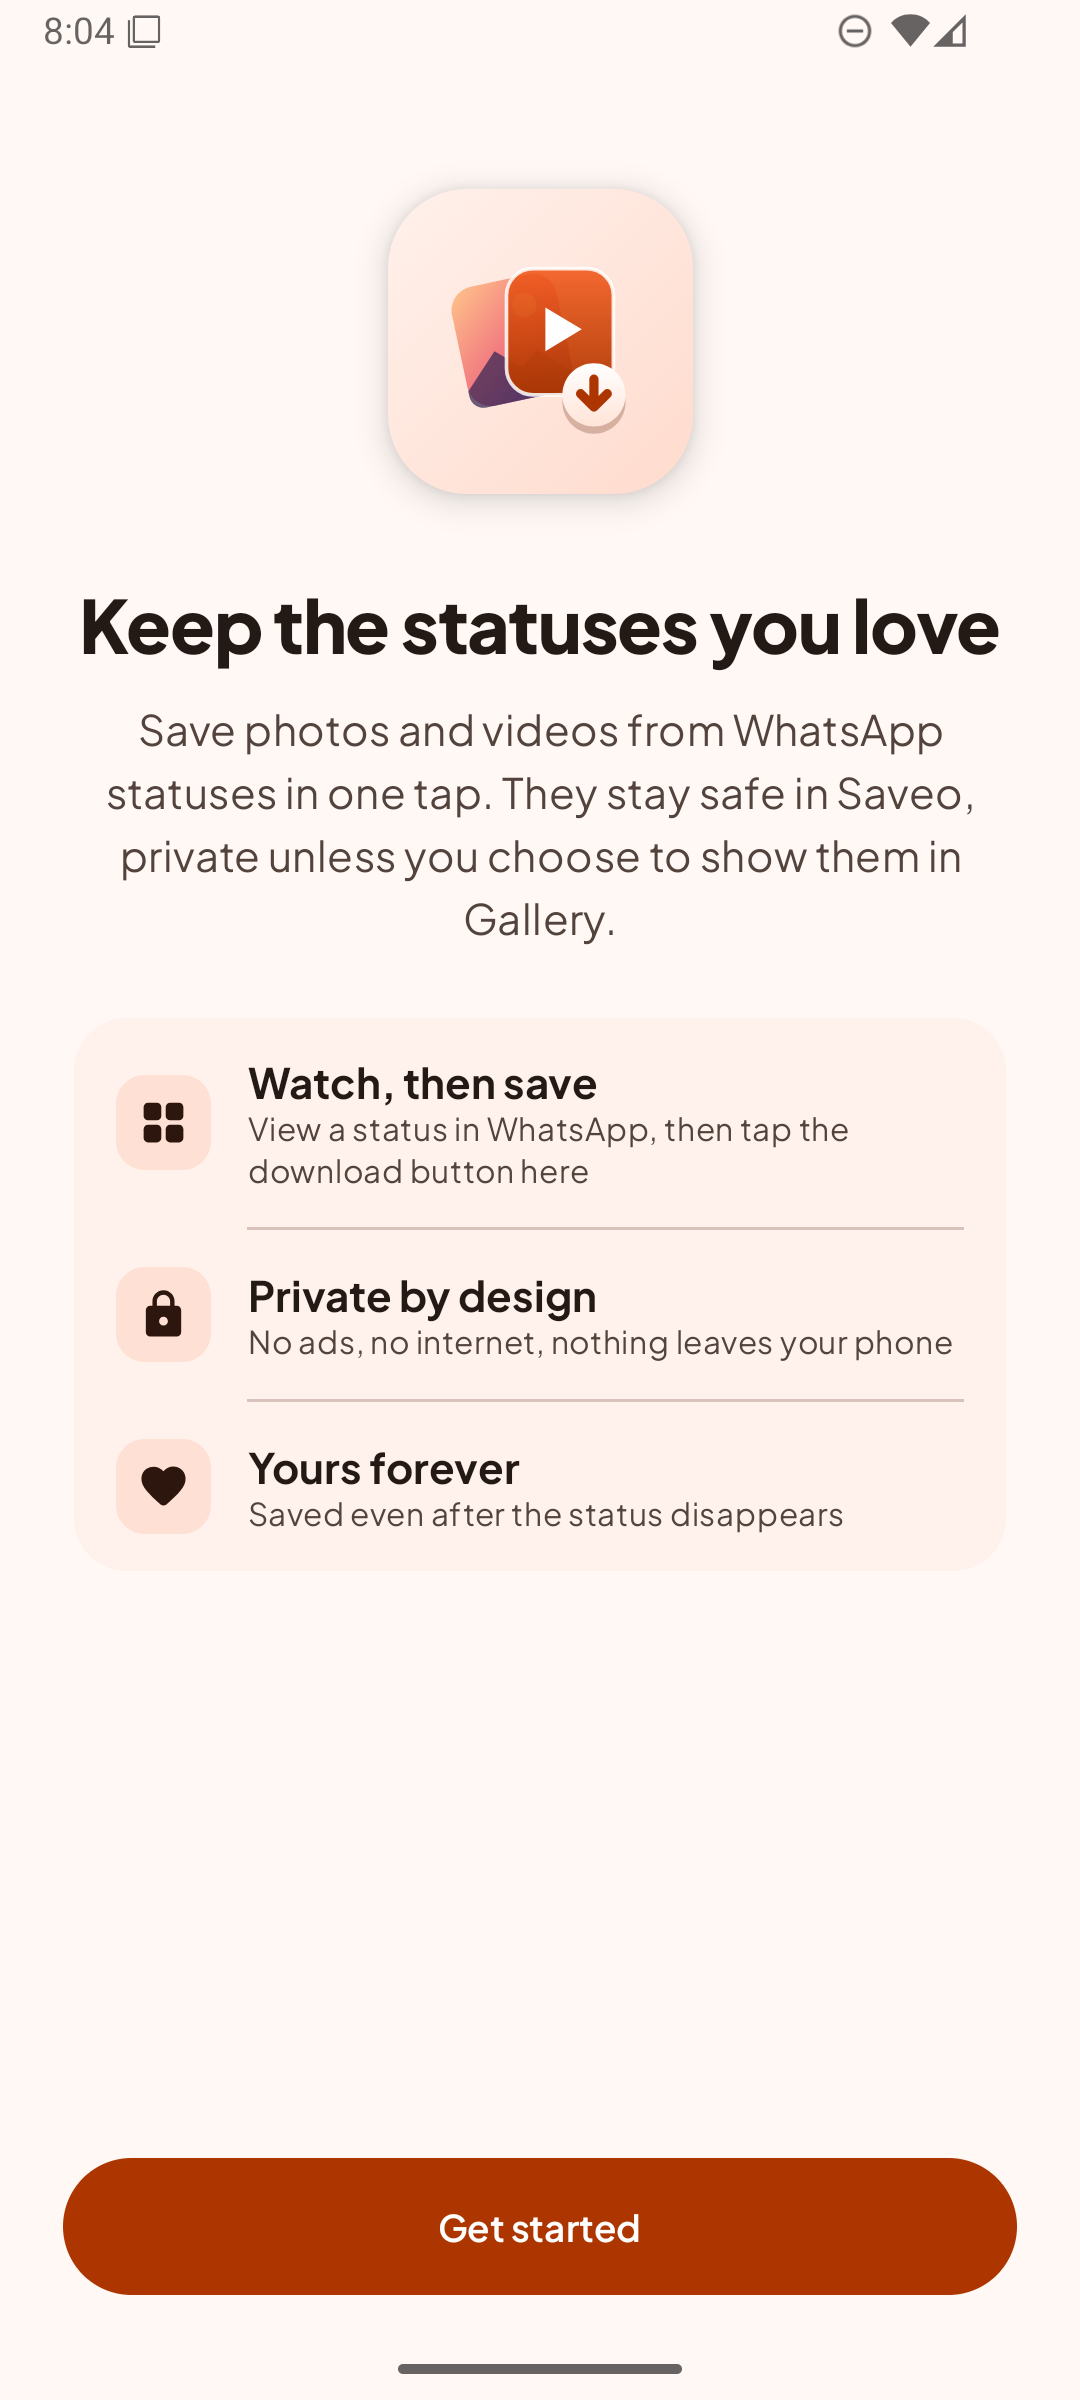 8:04
Keep the statuses you love
Save photos and videos from WhatsApp
statuses in one tap. They stay safe in Saveo,
private unless you choose to show them in
Gallery.
Watch, then save
View a status in WhatsApp, then tap the
download button here
Private by design
No ads, no internet, nothing leaves your phone
Yours forever
Saved even after the status disappears
Get started